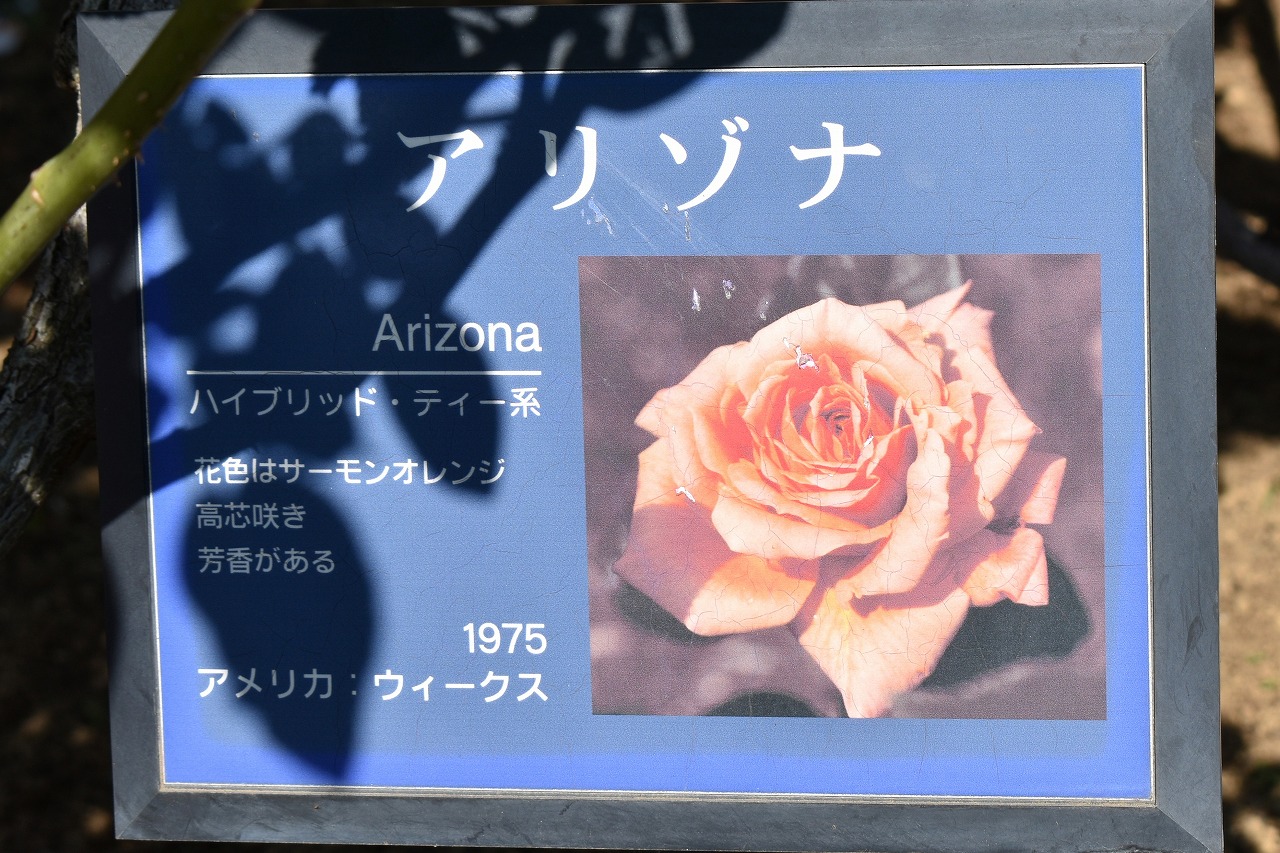 アリゾナ
Arizona
ハイブリッド・ティー系
花色はサーモンオレンジ
高芯咲き
芳香がある
1975
アメリカ：ウィークス